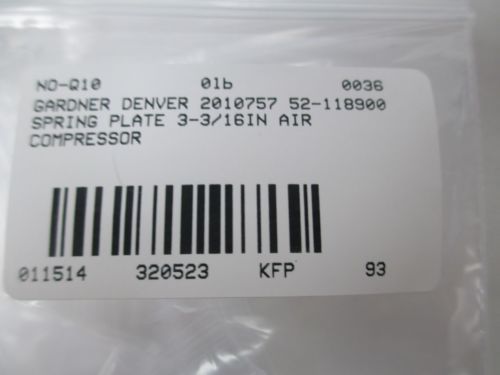 NO-Q10 01b 0036
GARDNER DENVER 2010757 52-118900
SPRING PLATE 3-3/16IN AIR
COMPRESSOR
011514 320523 KFP 93